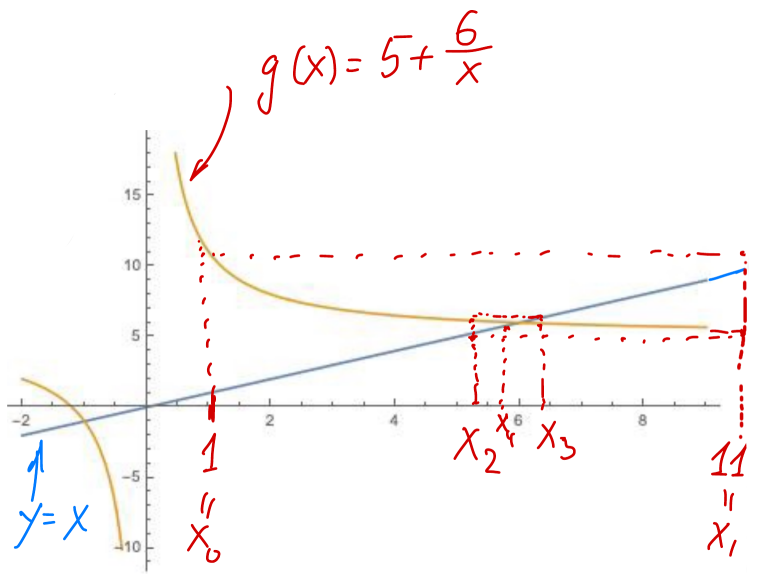 g(x) = 5 + 6/x
15
10
5
-2
2
4
6
8
-5
-10
x₂
x₄
x₃
1
11
y = x
=
=
x₀
x₁